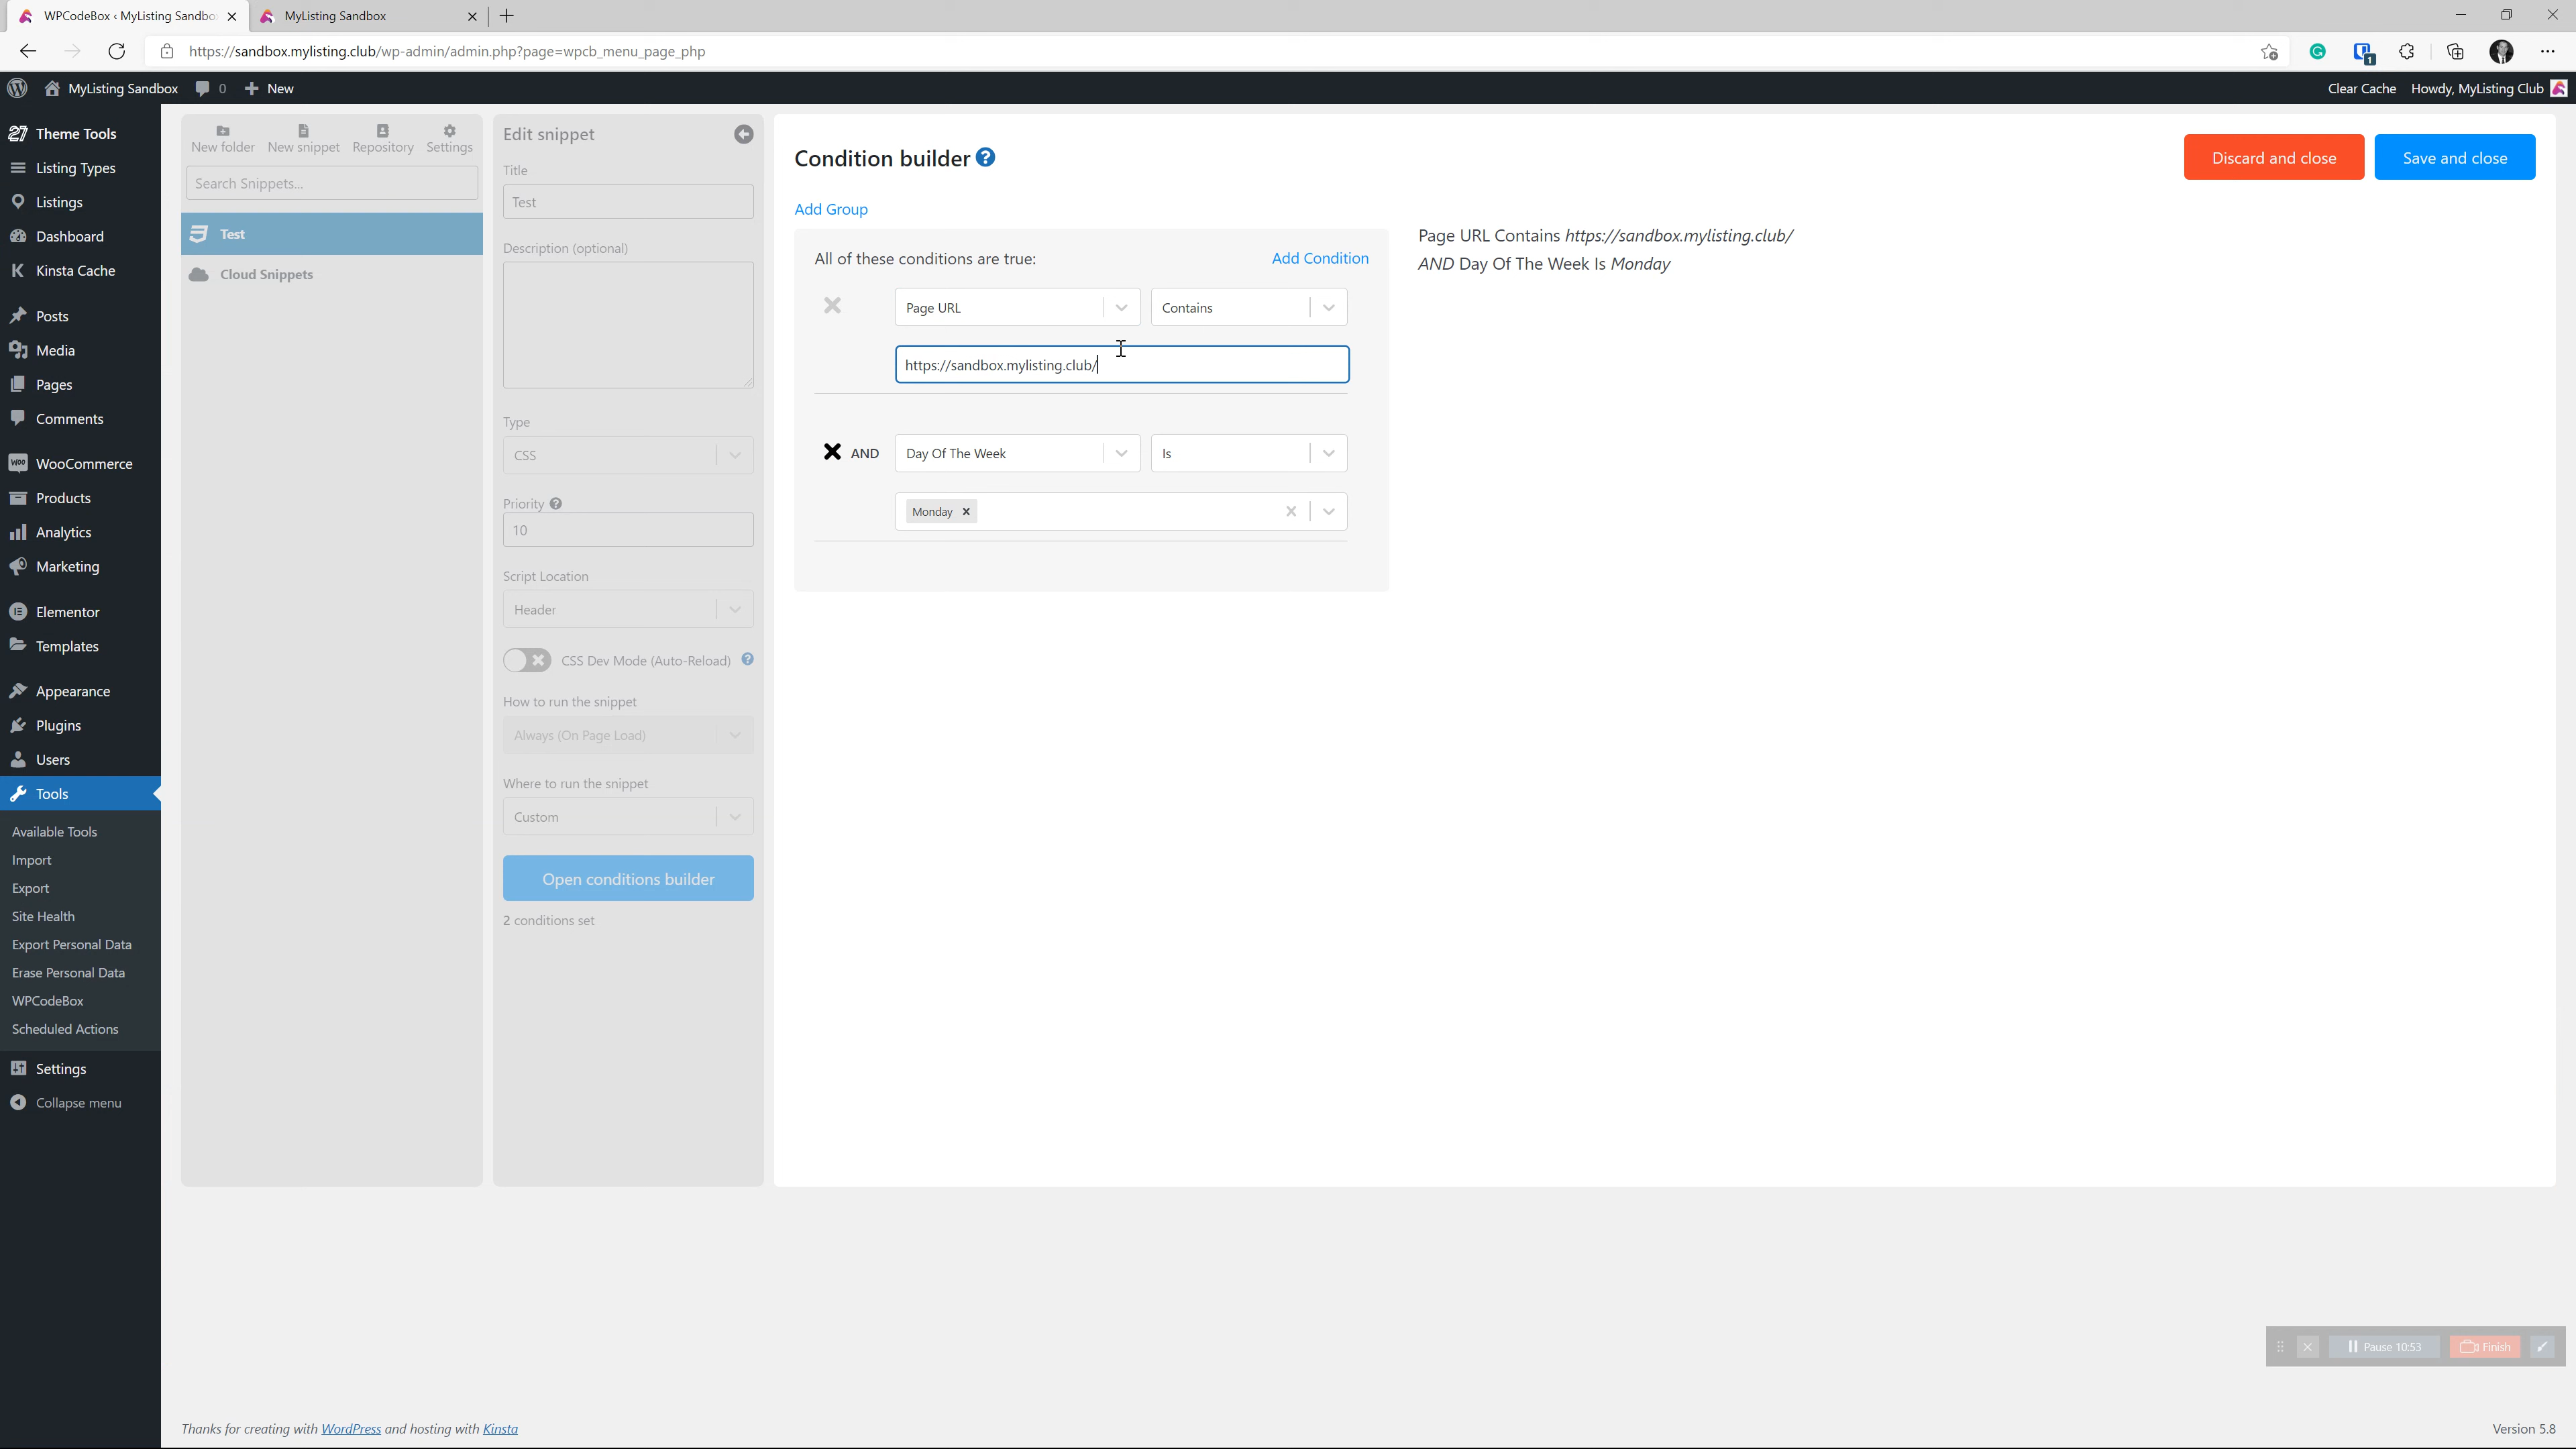 WPCodeBox ‹ MyListing Sandbo
MyListing Sandbox
https://sandbox.mylisting.club/wp-admin/admin.php?page=wpcb_menu_page_php
1
MyListing Sandbox
0
New
Clear Cache
Howdy, MyListing Club
27 Theme Tools
Listing Types
Listings
Dashboard
K Kinsta Cache
Posts
Media
Pages
Comments
Woo WooCommerce
Products
Analytics
Marketing
Elementor
Templates
Appearance
Plugins
Users
Tools
Available Tools
Import
Export
Site Health
Export Personal Data
Erase Personal Data
WPCodeBox
Scheduled Actions
Settings
Collapse menu
New folder
New snippet
Repository
Settings
Search Snippets...
Test
Cloud Snippets
Edit snippet
Title
Test
Description (optional)
Type
CSS
Priority ?
10
Script Location
Header
CSS Dev Mode (Auto-Reload) ?
How to run the snippet
Always (On Page Load)
Where to run the snippet
Custom
Open conditions builder
2 conditions set
Condition builder ?
Discard and close
Save and close
Add Group
All of these conditions are true:
Add Condition
Page URL
Contains
https://sandbox.mylisting.club/
AND
Day Of The Week
Is
Monday
Page URL Contains https://sandbox.mylisting.club/
AND Day Of The Week Is Monday
Pause 10:53
Finish
Thanks for creating with WordPress and hosting with Kinsta
Version 5.8